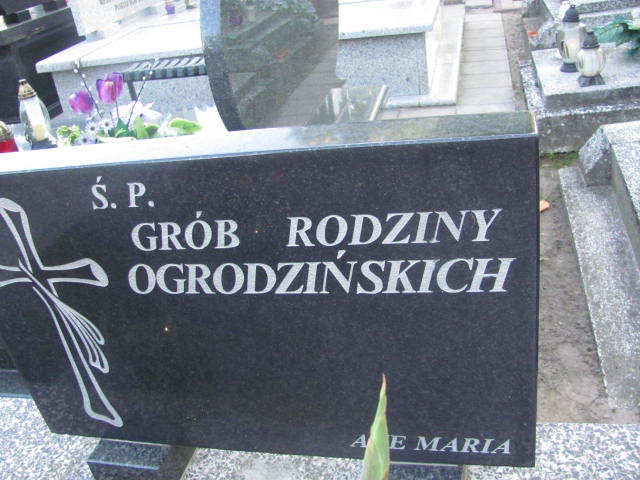 Ś. P.
GRÓB RODZINY
OGRODZIŃSKICH
AVE MARIA